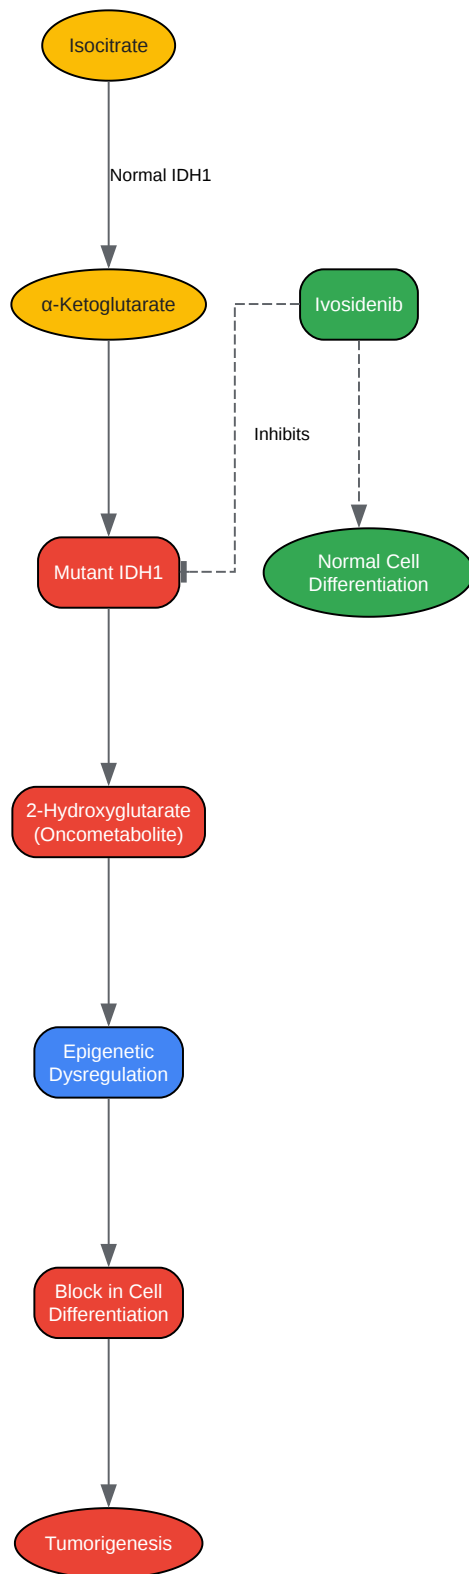 Isocitrate
Normal IDH1
α-Ketoglutarate
Ivosidenib
Inhibits
Mutant IDH1
Normal Cell
Differentiation
2-Hydroxyglutarate
(Oncometabolite)
Epigenetic
Dysregulation
Block in Cell
Differentiation
Tumorigenesis